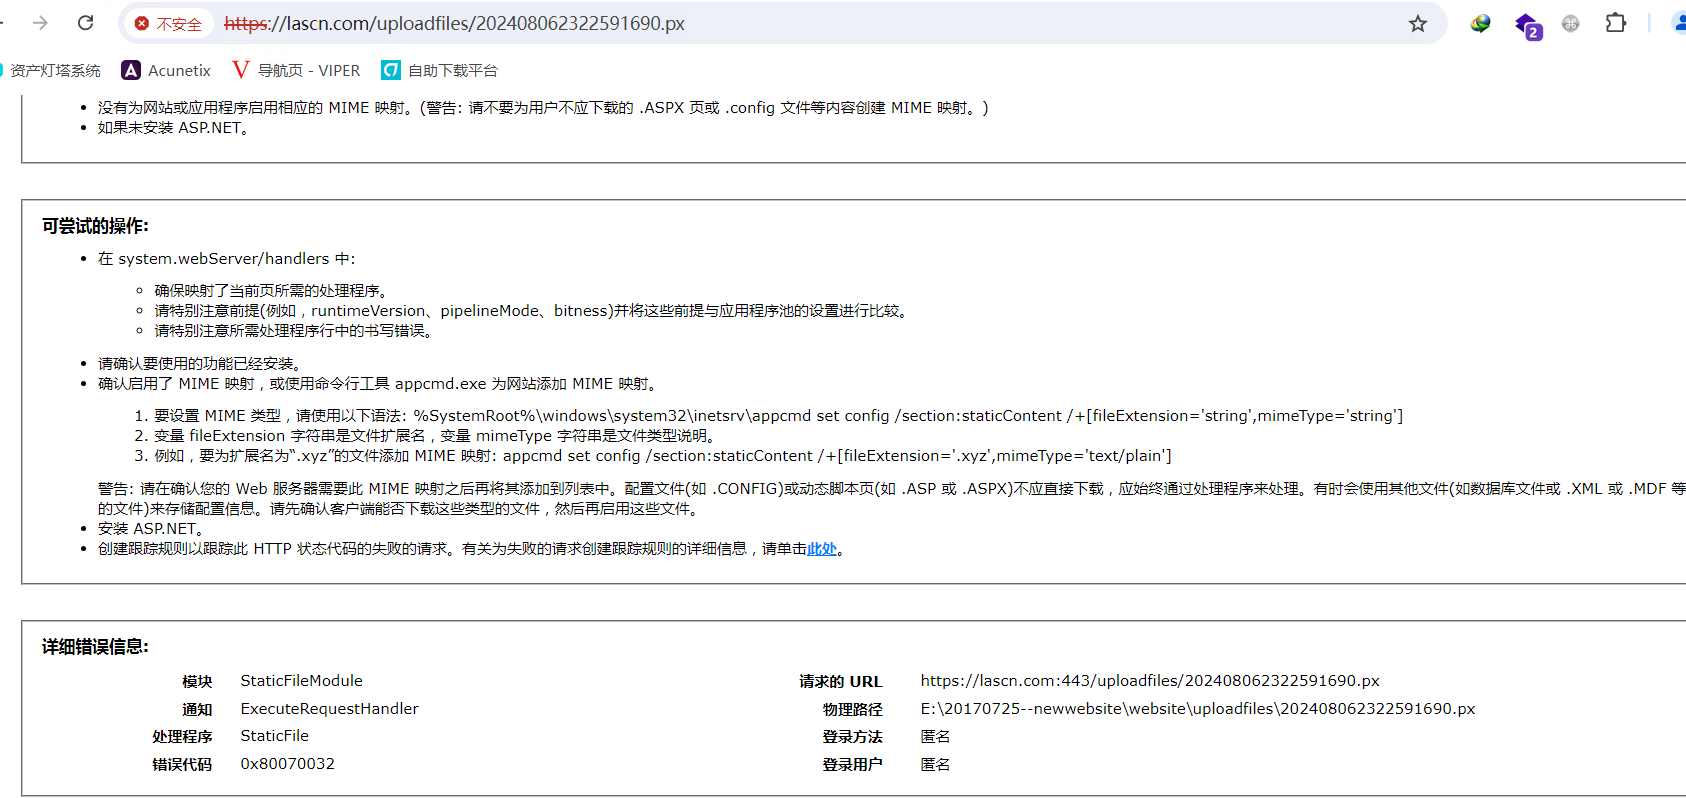 不安全 https://lascn.com/uploadfiles/202408062322591690.px
2
资产灯塔系统 Acunetix 导航页 - VIPER 自助下载平台
没有为网站或应用程序启用相应的 MIME 映射。(警告: 请不要为用户不应下载的 .ASPX 页或 .config 文件等内容创建 MIME 映射。)
如果未安装 ASP.NET。
可尝试的操作:
在 system.webServer/handlers 中:
确保映射了当前页所需的处理程序。
请特别注意前提(例如，runtimeVersion、pipelineMode、bitness)并将这些前提与应用程序池的设置进行比较。
请特别注意所需处理程序行中的书写错误。
请确认要使用的功能已经安装。
确认启用了 MIME 映射，或使用命令行工具 appcmd.exe 为网站添加 MIME 映射。
1. 要设置 MIME 类型，请使用以下语法: %SystemRoot%\windows\system32\inetsrv\appcmd set config /section:staticContent /+[fileExtension='string',mimeType='string']
2. 变量 fileExtension 字符串是文件扩展名，变量 mimeType 字符串是文件类型说明。
3. 例如，要为扩展名为“.xyz”的文件添加 MIME 映射: appcmd set config /section:staticContent /+[fileExtension='.xyz',mimeType='text/plain']
警告: 请在确认您的 Web 服务器需要此 MIME 映射之后再将其添加到列表中。配置文件(如 .CONFIG)或动态脚本页(如 .ASP 或 .ASPX)不应直接下载，应始终通过处理程序来处理。有时会使用其他文件(如数据库文件或 .XML 或 .MDF 等
的文件)来存储配置信息。请先确认客户端能否下载这些类型的文件，然后再启用这些文件。
安装 ASP.NET。
创建跟踪规则以跟踪此 HTTP 状态代码的失败的请求。有关为失败的请求创建跟踪规则的详细信息，请单击此处。
详细错误信息:
模块 StaticFileModule 请求的 URL https://lascn.com:443/uploadfiles/202408062322591690.px
通知 ExecuteRequestHandler 物理路径 E:\20170725--newwebsite\website\uploadfiles\202408062322591690.px
处理程序 StaticFile 登录方法 匿名
错误代码 0x80070032 登录用户 匿名